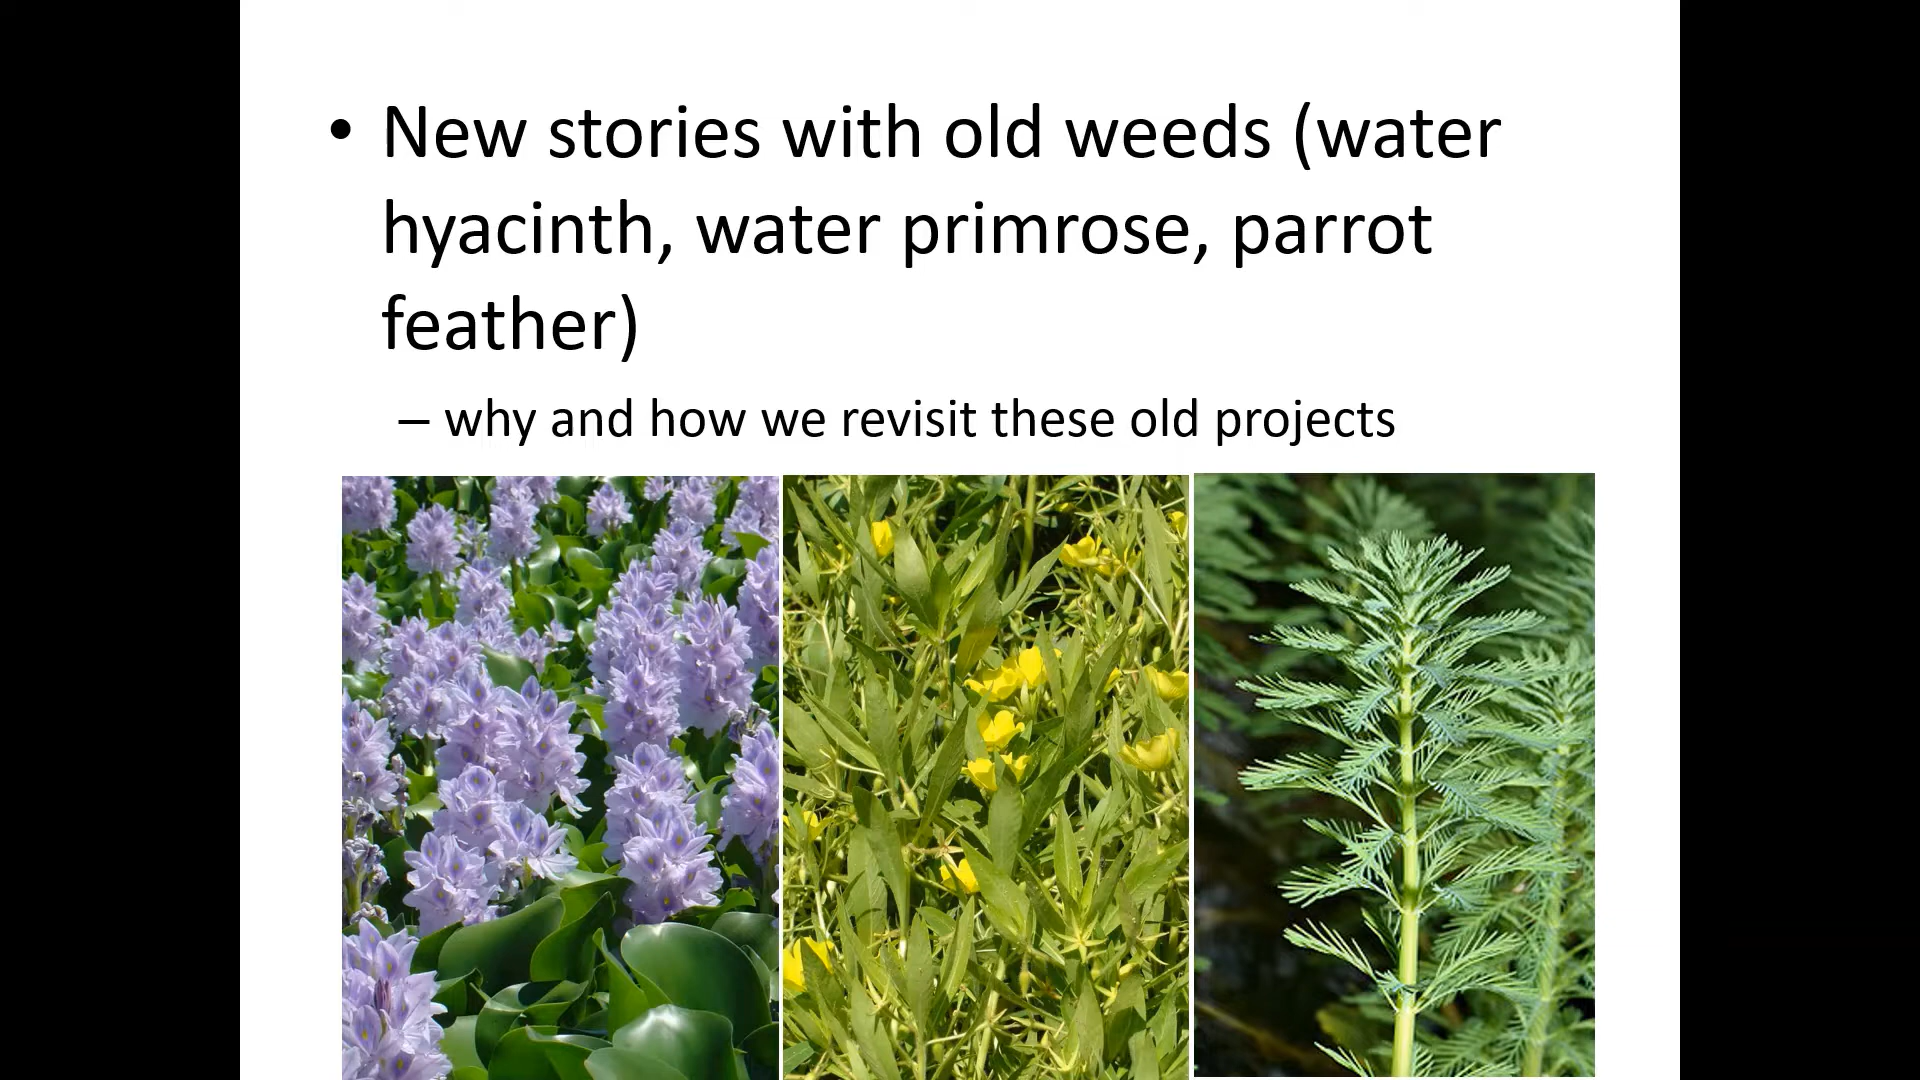 • New stories with old weeds (water
hyacinth, water primrose, parrot
feather)
– why and how we revisit these old projects